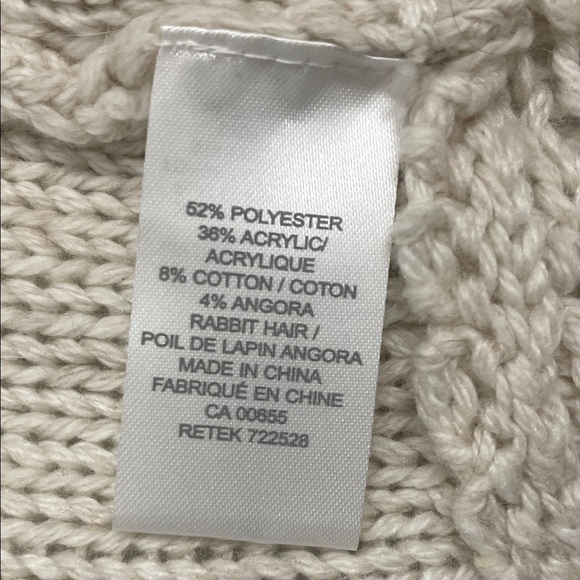 52% POLYESTER
36% ACRYLIC/
ACRYLIQUE
8% COTTON / COTON
4% ANGORA
RABBIT HAIR /
POIL DE LAPIN ANGORA
MADE IN CHINA
FABRIQUÉ EN CHINE
CA 00655
RETEK 722528